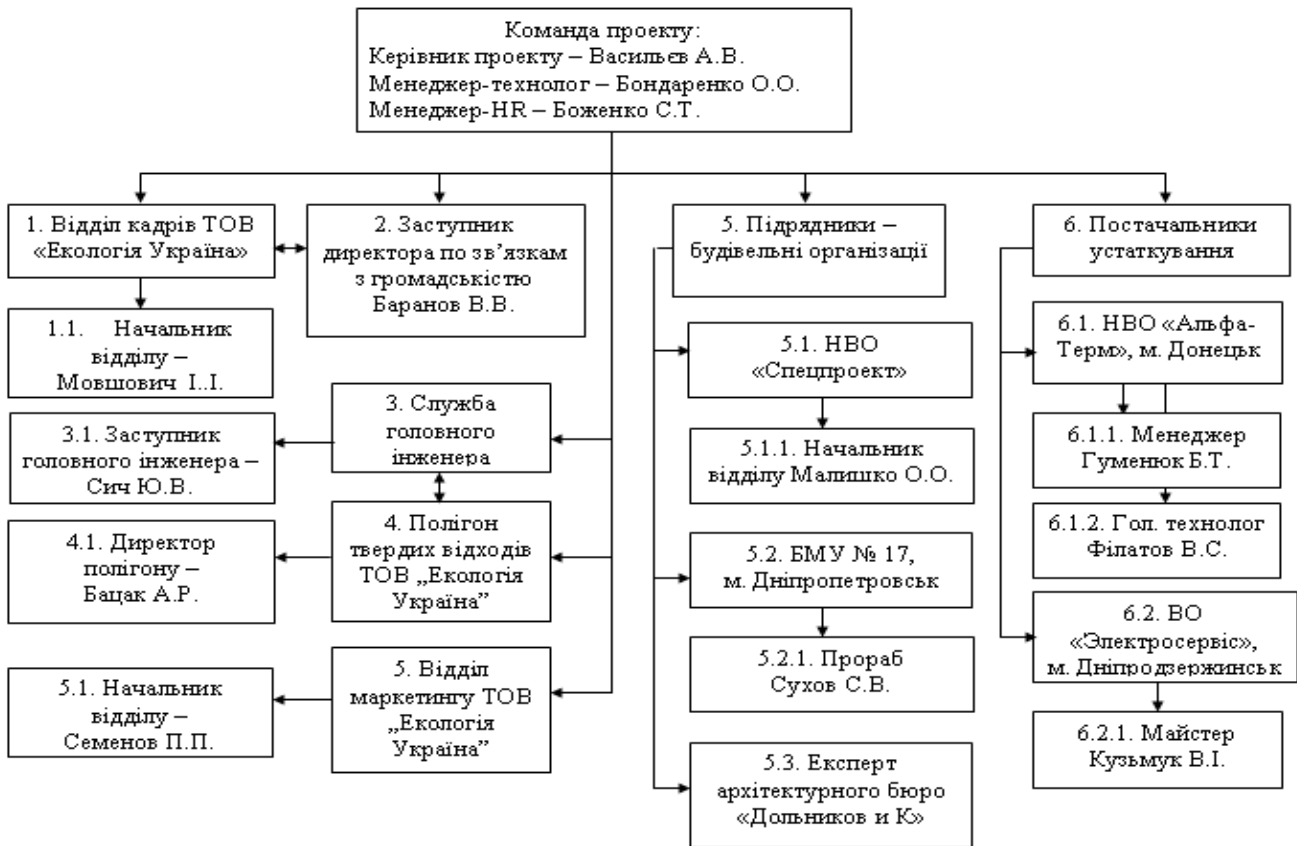 Команда проекту:
Керівник проекту – Васильєв А.В.
Менеджер-технолог – Бондаренко О.О.
Менеджер-HR – Боженко С.Т.
1. Відділ кадрів ТОВ
«Екологія Україна»
2. Заступник
директора по зв’язкам
з громадськістю
Баранов В.В.
5. Підрядники –
будівельні організації
6. Постачальники
устаткування
1.1. Начальник
відділу –
Мовшович І..І.
3. Служба
головного
інженера
3.1. Заступник
головного інженера –
Сич Ю.В.
4. Полігон
твердих відходів
ТОВ „Екологія
Україна”
4.1. Директор
полігону –
Бацак А.Р.
5. Відділ
маркетингу ТОВ
„Екологія
Україна”
5.1. Начальник
відділу –
Семенов П.П.
5.1. НВО
«Спецпроект»
5.1.1. Начальник
відділу Малишко О.О.
5.2. БМУ № 17,
м. Дніпропетровськ
5.2.1. Прораб
Сухов С.В.
5.3. Експерт
архітектурного бюро
«Дольников и К»
6.1. НВО «Альфа-
Терм», м. Донецьк
6.1.1. Менеджер
Гуменюк Б.Т.
6.1.2. Гол. технолог
Філатов В.С.
6.2. ВО
«Электросервіс»,
м. Дніпродзержинськ
6.2.1. Майстер
Кузьмук В.І.